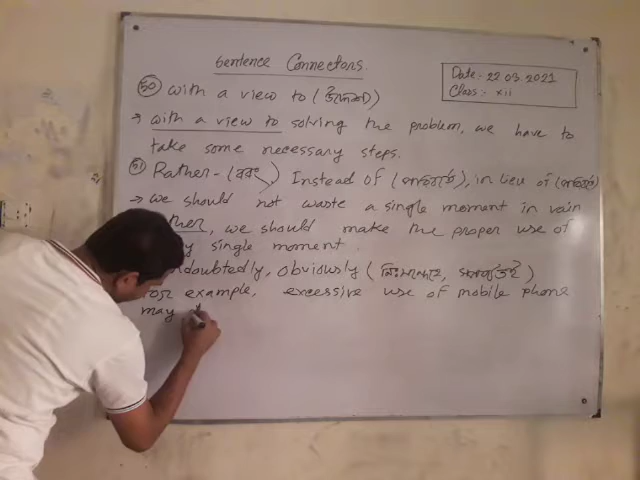 Sentence Connectors.
Date:- 22.03.2021
Class:- xii
50 with a view to (উদ্দেশ্যে)
→ with a view to solving the problem, we have to
take some necessary steps.
51 Rather - (বরং) Instead of (পরিবর্তে), in lieu of (পরিবর্তে)
→ we should not waste a single moment in vain
ther, we should make the proper use of
y single moment.
doubtedly, obviously (নিঃসন্দেহে,
For example, excessive use of mobile phone
may